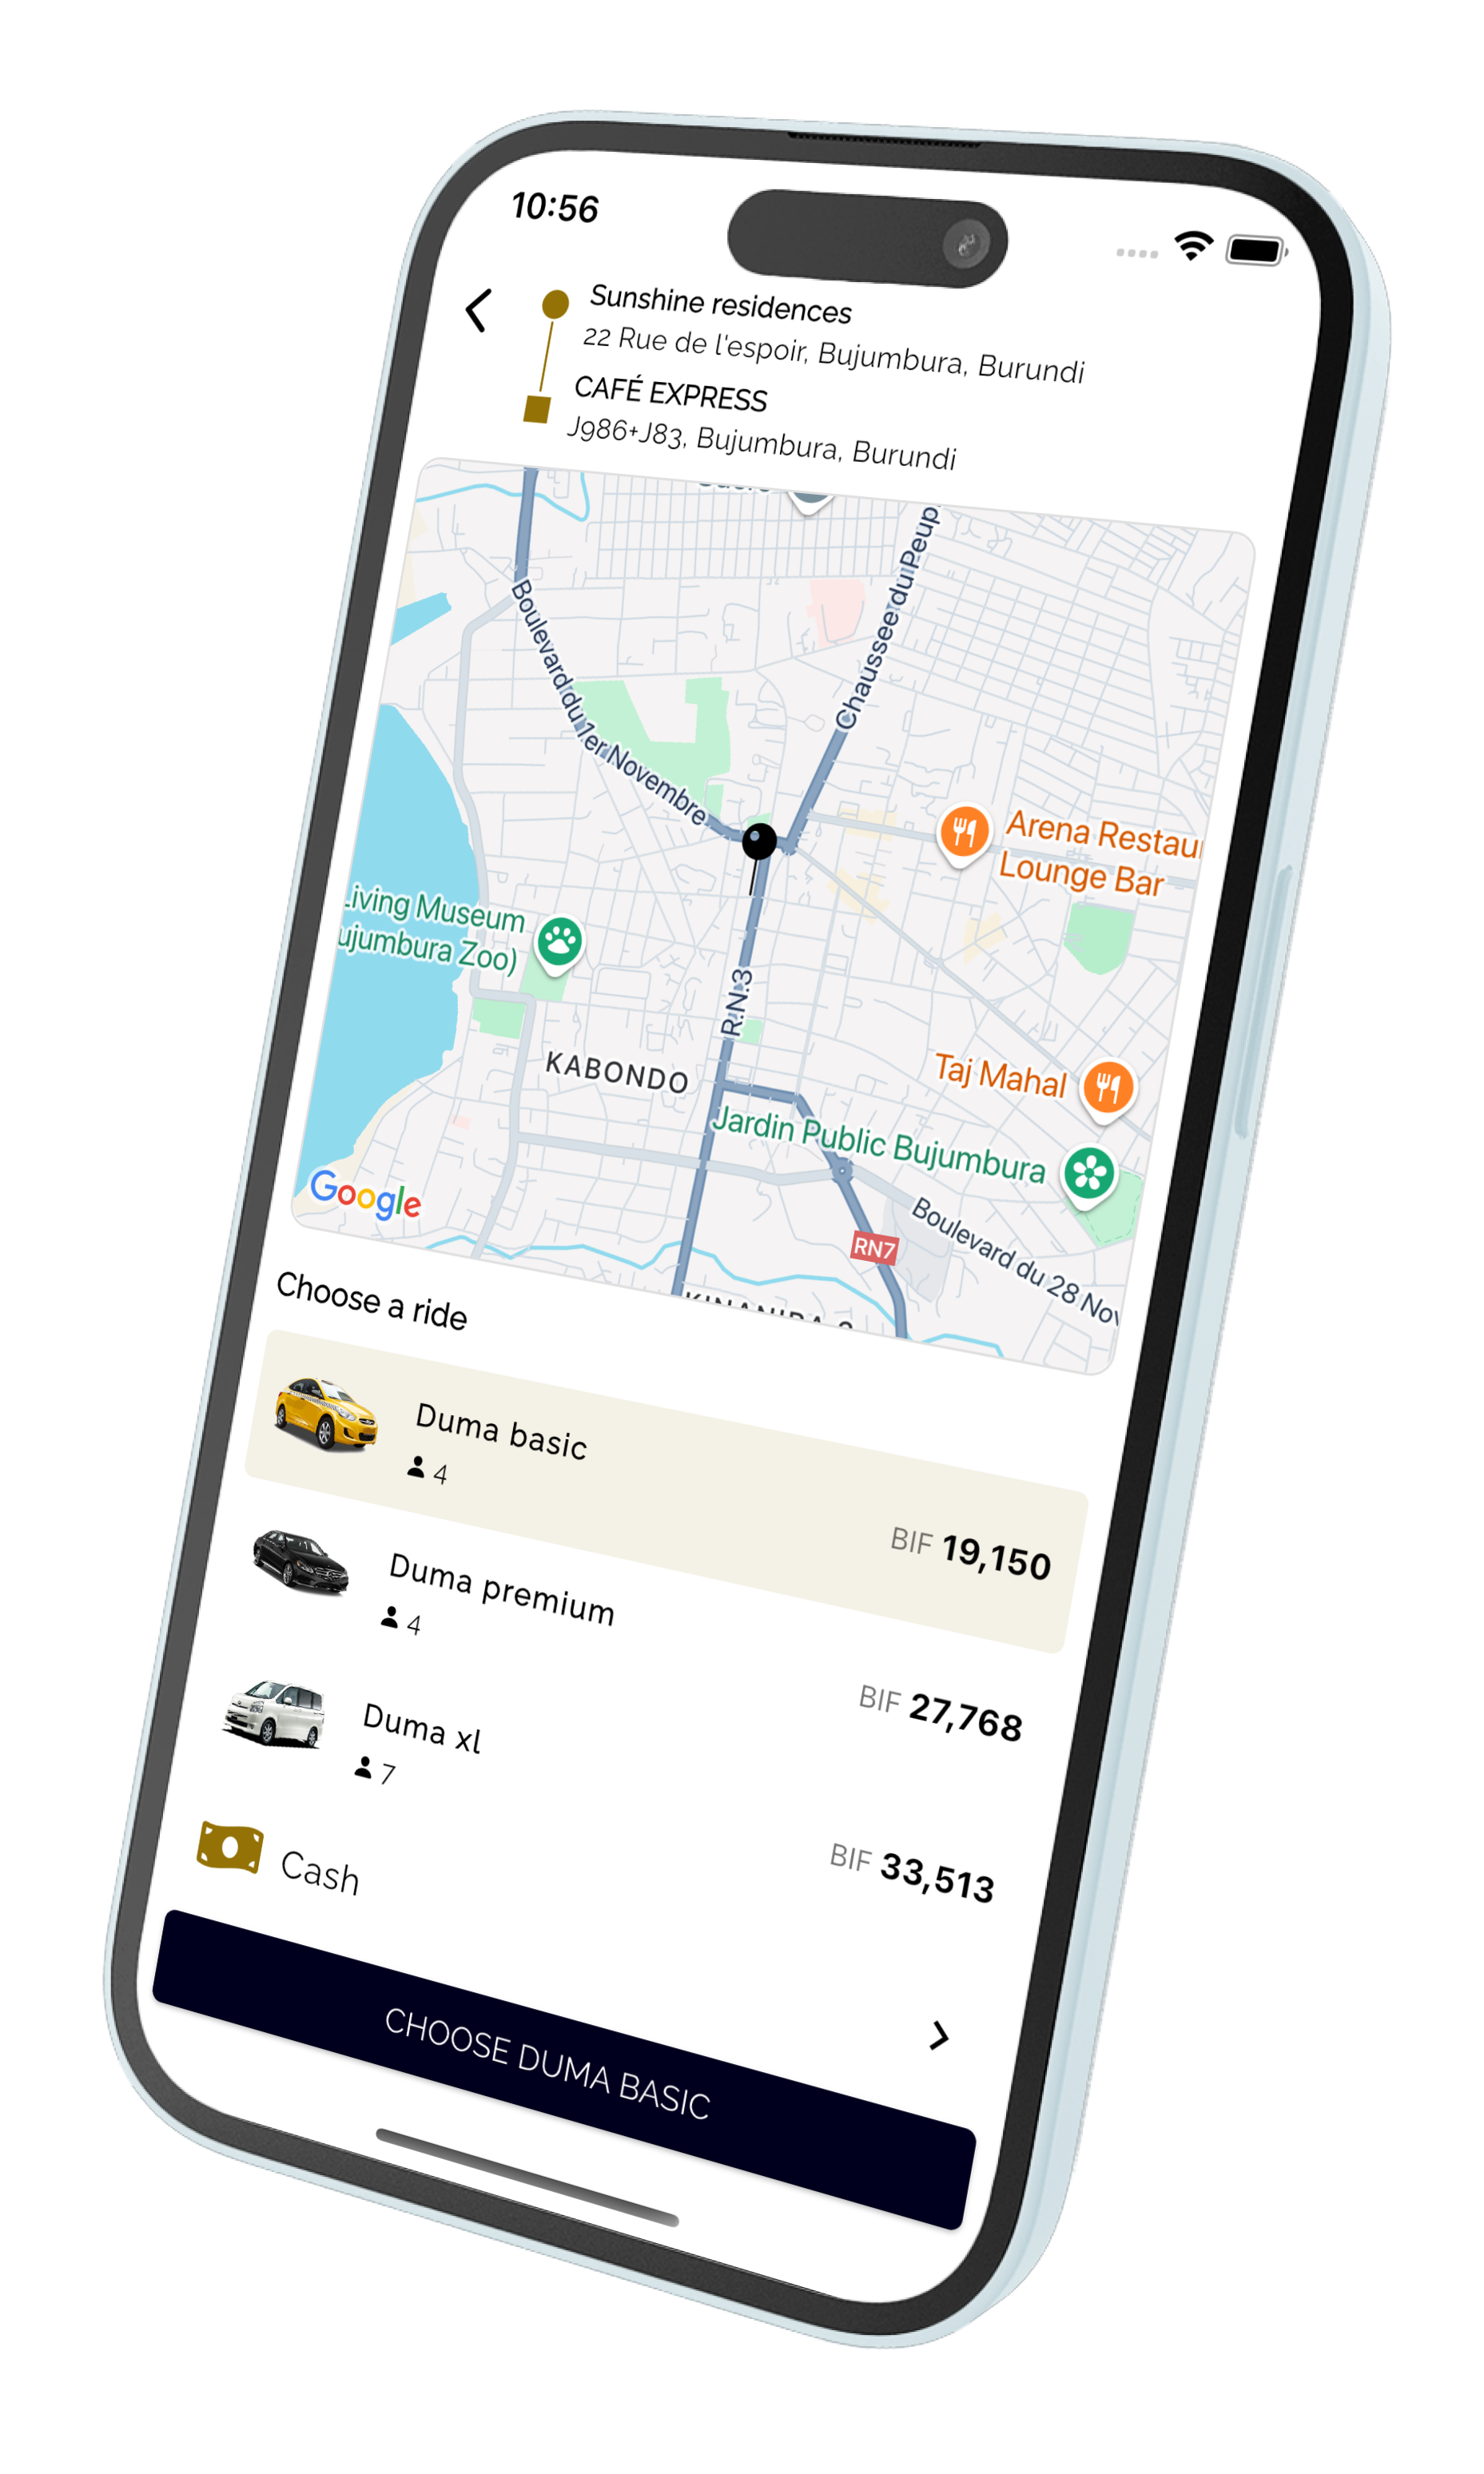 10:56
Sunshine residences
22 Rue de l'espoir, Bujumbura, Burundi
CAFÉ EXPRESS
J986+J83, Bujumbura, Burundi
Chaussee du Peup
Boulevard du 1er Novembre
Arena Restau
Lounge Bar
Living Museum
ujumbura Zoo)
R.N.3
KABONDO
Taj Mahal
Jardin Public Bujumbura
Boulevard du 28 Nov
RN7
Google
Choose a ride
Duma basic
4
BIF 19,150
Duma premium
4
BIF 27,768
Duma xl
7
BIF 33,513
Cash
CHOOSE DUMA BASIC